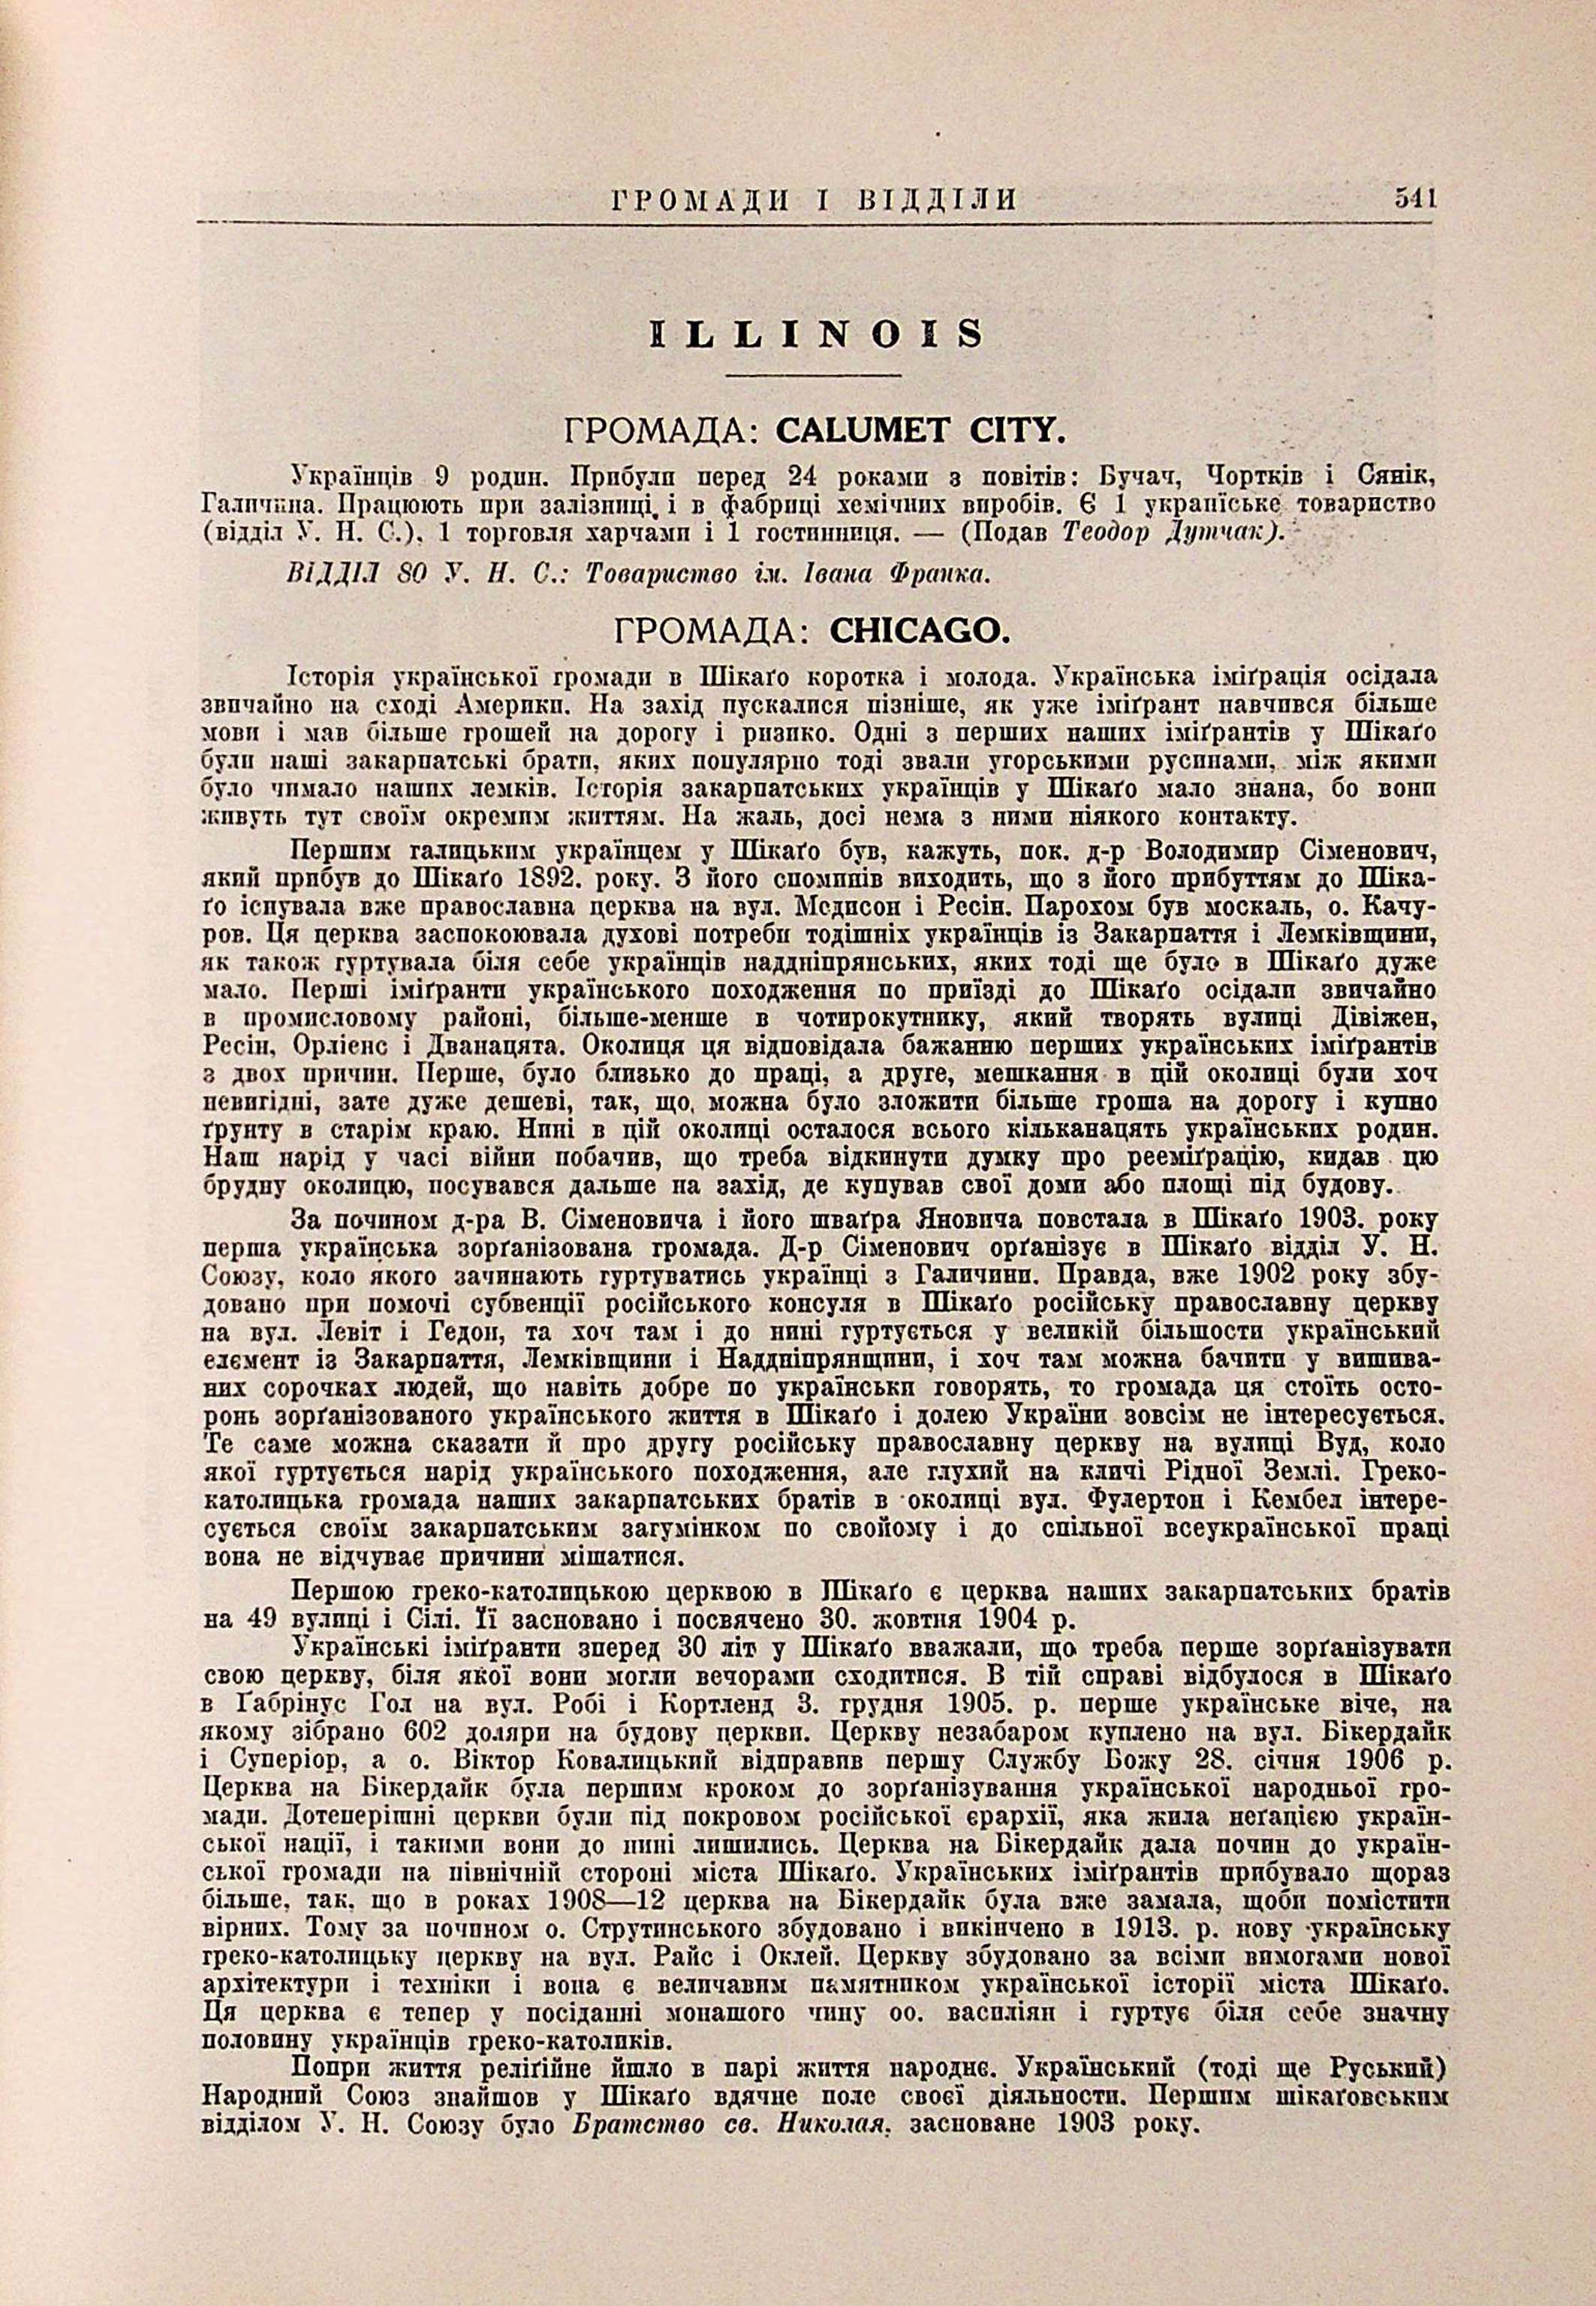 ГРОМАДИ І ВІДДІЛИ 541
ILLINOIS
ГРОМАДА: CALUMET CITY.
Українців 9 родин. Прибули перед 24 роками з повітів: Бучач, Чортків і Сянік,
Галичина. Працюють при залізниці, і в фабриці хемічних виробів. Є 1 украпїське товариство
(відділ У. Н. С.), 1 торговля харчами і 1 гостинниця. — (Подав Теодор Дутчак).
ВІДДІЛ 80 У. Н. С.: Товариство ім. Івана Франка.
ГРОМАДА: CHICAGO.
Історія української громади в Шікаґо коротка і молода. Українська іміґрація осідала
звичайно на сході Америки. На захід пускалися пізніше, як уже іміґрант навчився більше
мови і мав більше грошей на дорогу і ризико. Одні з перших наших іміґрантів у Шікаґо
були наші закарпатські брати, яких популярно тоді звали угорськими русинами, між якими
було чимало наших лемків. Історія закарпатських українців у Шікаґо мало знана, бо вони
живуть тут своїм окремим життям. На жаль, досі нема з ними ніякого контакту.
Першим галицьким українцем у Шікаґо був, кажуть, пок. д-р Володимир Сіменович,
який прибув до Шікаґо 1892. року. З його споминів виходить, що з його прибуттям до Шіка-
ґо існувала вже православна церква на вул. Медисон і Ресін. Парохом був москаль, о. Качу-
ров. Ця церква заспокоювала духові потреби тодішніх українців із Закарпаття і Лемківщини,
як також гуртувала біля себе українців наддніпрянських, яких тоді ще було в Шікаґо дуже
мало. Перші іміґранти українського походження по приїзді до Шікаґо осідали звичайно
в промисловому районі, більше-менше в чотирокутнику, який творять вулиці Дівіжен,
Ресін, Орліенс і Дванацята. Околиця ця відповідала бажанню перших українських іміґрантів
з двох причин. Перше, було близько до праці, а друге, мешкання в цій околиці були хоч
невигідні, зате дуже дешеві, так, що, можна було зложити більше гроша на дорогу і купно
ґрунту в старім краю. Нині в цій околиці осталося всього кільканацять українських родин.
Наш нарід у часі війни побачив, що треба відкинути думку про рееміґрацію, кидав цю
брудну околицю, посувався дальше на захід, де купував свої доми або площі під будову.
За почином д-ра В. Сіменовича і його шваґра Яновича повстала в Шікаґо 1903. року
перша українська зорґанізована громада. Д-р Сіменович орґанізує в Шікаґо відділ У. Н.
Союзу, коло якого зачинають гуртуватись українці з Галичини. Правда, вже 1902 року збу-
довано при помочі субвенції російського консуля в Шікаґо російську православну церкву
на вул. Левіт і Гедон, та хоч там і до нині гуртується у великій більшости український
елємент із Закарпаття, Лемківщини і Наддніпрянщини, і хоч там можна бачити у вишива-
них сорочках людей, що навіть добре по українськи говорять, то громада ця стоїть осто-
ронь зорґанізованого українського життя в Шікаґо і долею України зовсім не інтересується.
Те саме можна сказати й про другу російську православну церкву на вулиці Вуд, коло
якої гуртується нарід українського походження, але глухий на кличі Рідної Землі. Греко-
католицька громада наших закарпатських братів в околиці вул. Фулертон і Кембел інтере-
сується своїм закарпатським загумінком по свойому і до спільної всеукраїнської праці
вона не відчуває причини мішатися.
Першою греко-католицькою церквою в Шікаґо є церква наших закарпатських братів
на 49 вулиці і Сілі. Її засновано і посвячено 30. жовтня 1904 р.
Українські іміґранти зперед 30 літ у Шікаґо вважали, що треба перше зорґанізувати
свою церкву, біля якої вони могли вечорами сходитися. В тій справі відбулося в Шікаґо
в Ґабрінус Гол на вул. Робі і Кортленд 3. грудня 1905. р. перше українське віче, на
якому зібрано 602 доляри на будову церкви. Церкву незабаром куплено на вул. Бікердайк
і Суперіор, а о. Віктор Ковалицький відправив першу Службу Божу 28. січня 1906 р.
Церква на Бікердайк була першим кроком до зорґанізування української народньої гро-
мади. Дотеперішні церкви були під покровом російської єрархії, яка жила неґацією україн-
ської нації, і такими вони до нині лишились. Церква на Бікердайк дала почин до україн-
ської громади на північній стороні міста Шікаґо. Українських іміґрантів прибувало щораз
більше, так, що в роках 1908—12 церква на Бікердайк була вже замала, щоби помістити
вірних. Тому за почином о. Струтинського збудовано і викінчено в 1913. р. нову українську
греко-католицьку церкву на вул. Райс і Оклей. Церкву збудовано за всіми вимогами нової
архітектури і техніки і вона є величавим памятником української історії міста Шікаґо.
Ця церква є тепер у посіданні монашого чину оо. василіян і гуртує біля себе значну
половину українців греко-католиків.
Попри життя реліґійне йшло в парі життя народнє. Український (тоді ще Руський)
Народний Союз знайшов у Шікаґо вдячне поле своєї діяльности. Першим шікаґовським
відділом У. Н. Союзу було Братство св. Николая, засноване 1903 року.